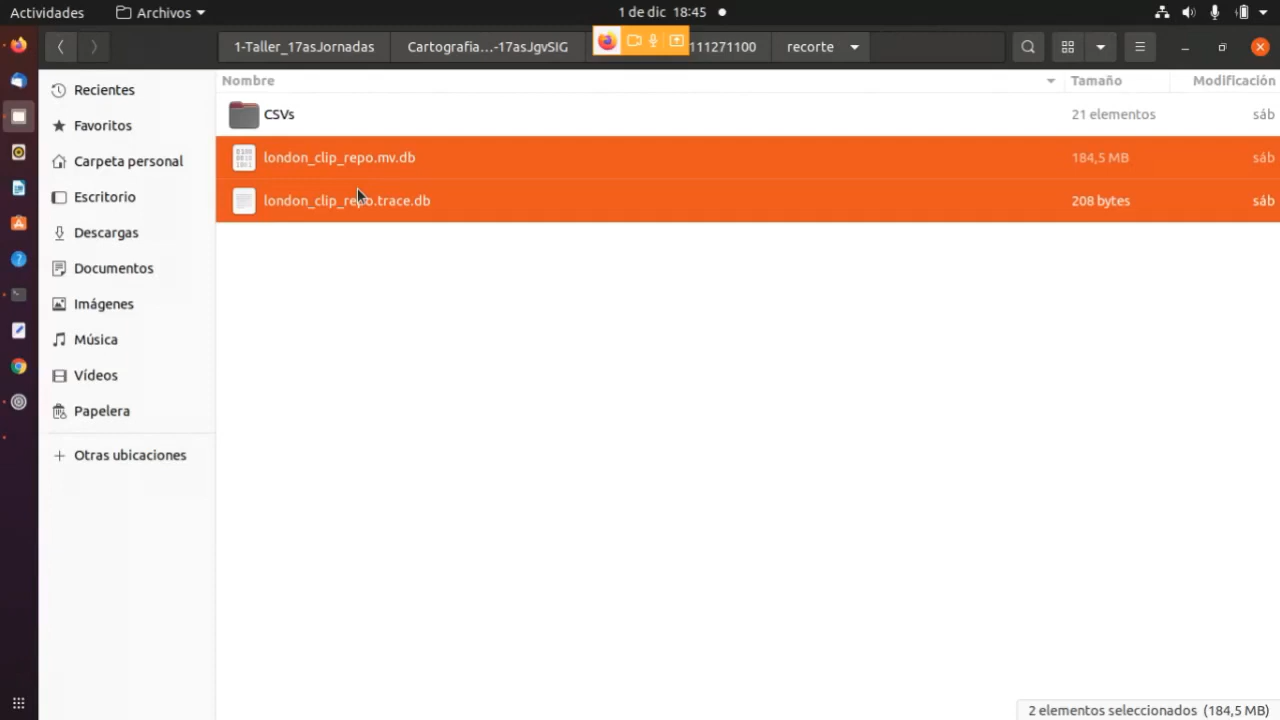 Actividades Archivos 1 de dic 18:45
1-Taller_17asJornadas Cartografia...-17asJgvSIG 111271100 recorte
Nombre Tamaño Modificación
Recientes
Favoritos
Carpeta personal
Escritorio
Descargas
Documentos
Imágenes
Música
Vídeos
Papelera
Otras ubicaciones
CSVs 21 elementos sáb
london_clip_repo.mv.db 184,5 MB sáb
london_clip_repo.trace.db 208 bytes sáb
2 elementos seleccionados (184,5 MB)